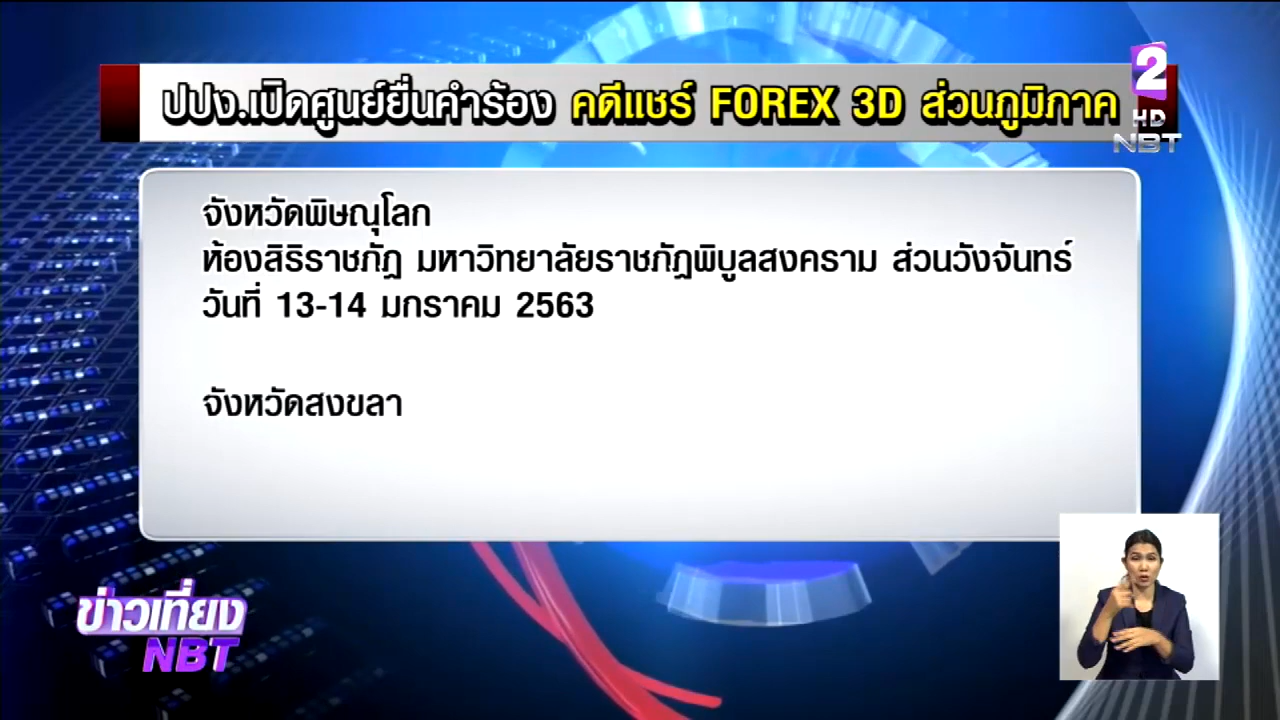 ปปง.เปิดศูนย์ยื่นคำร้อง คดีแชร์ FOREX 3D ส่วนภูมิภาค
2
HD
NBT
จังหวัดพิษณุโลก
ห้องสิริราชภัฏ มหาวิทยาลัยราชภัฏพิบูลสงคราม ส่วนวังจันทร์
วันที่ 13-14 มกราคม 2563
จังหวัดสงขลา
ข่าวเที่ยง
NBT